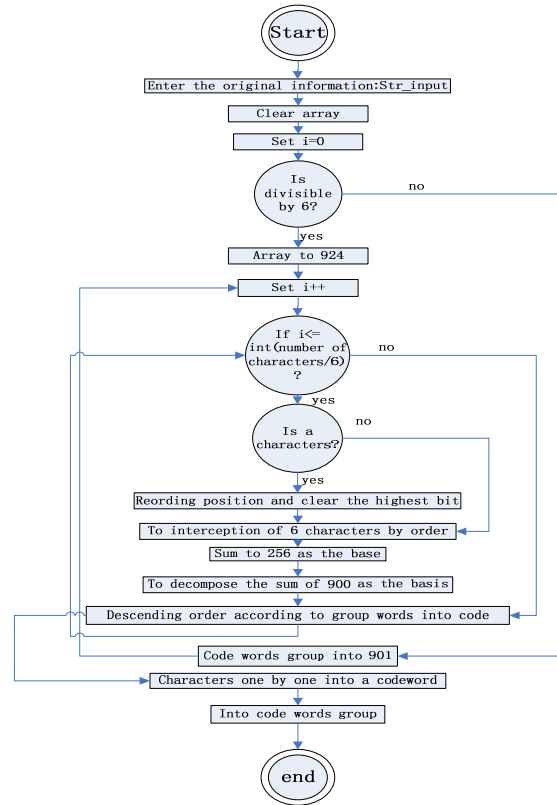 Start
Enter the original information:Str_input
Clear array
Set i=0
Is
divisible
by 6?
no
yes
Array to 924
Set i++
If i<=
int(number of
characters/6)
?
no
yes
Is a
characters?
no
yes
Reording position and clear the highest bit
To interception of 6 characters by order
Sum to 256 as the base
To decompose the sum of 900 as the basis
Descending order according to group words into code
Code words group into 901
Characters one by one into a codeword
Into code words group
end